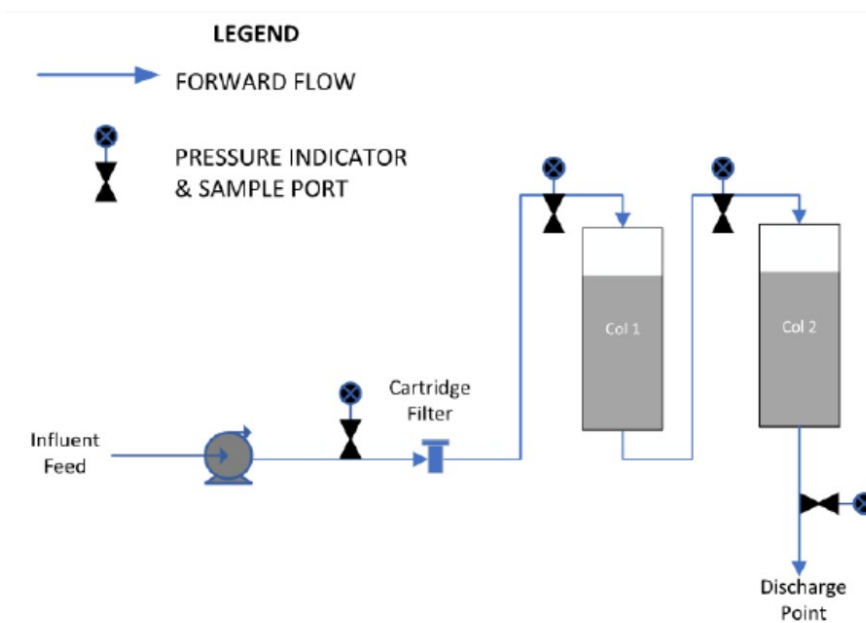 LEGEND
FORWARD FLOW
PRESSURE INDICATOR
& SAMPLE PORT
Col 1
Col 2
Cartridge
Filter
Influent
Feed
Discharge
Point